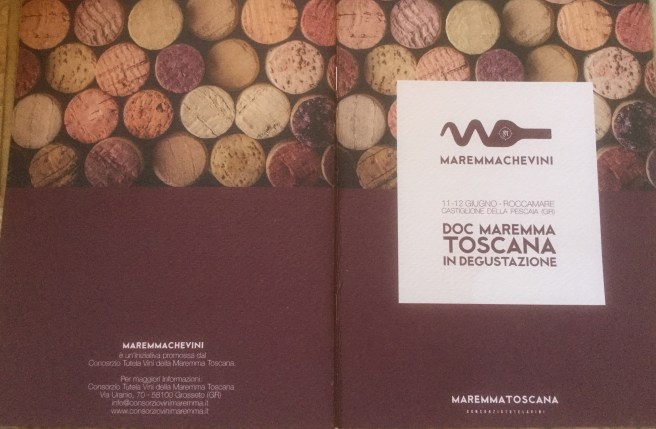 MAREMMACHEVINI
è un'iniziativa promossa dal
Consorzio Tutela Vini della Maremma Toscana.
Per maggiori informazioni:
Consorzio Tutela Vini della Maremma Toscana
Via Uranio, 70 - 58100 Grosseto (GR)
info@consorziovinimaremma.it
www.consorziovinimaremma.it
MAREMMACHEVINI
11-12 GIUGNO - ROCCAMARE
CASTIGLIONE DELLA PESCAIA (GR)
DOC MAREMMA
TOSCANA
IN DEGUSTAZIONE
MAREMMATOSCANA
CONSORZIOTUTELAVINI